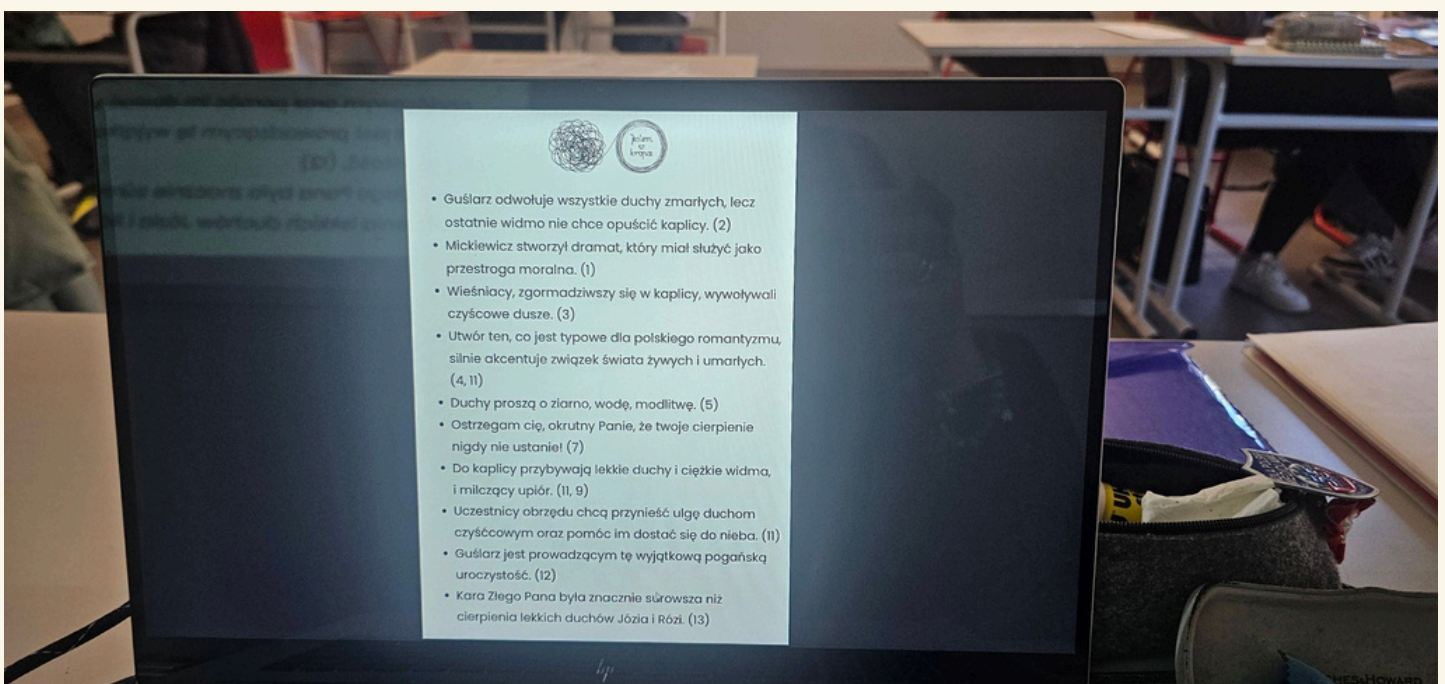 połam
w
krojua
• Guślarz odwołuje wszystkie duchy zmarłych, lecz
ostatnie widmo nie chce opuścić kaplicy. (2)
• Mickiewicz stworzył dramat, który miał służyć jako
przestroga moralna. (1)
• Wieśniacy, zgormadziwszy się w kaplicy, wywoływali
czyścowe dusze. (3)
• Utwór ten, co jest typowe dla polskiego romantyzmu,
silnie akcentuje związek świata żywych i umarłych.
(4, 11)
• Duchy proszą o ziarno, wodę, modlitwę. (5)
• Ostrzegam cię, okrutny Panie, że twoje cierpienie
nigdy nie ustanie! (7)
• Do kaplicy przybywają lekkie duchy i ciężkie widma,
i milczący upiór. (11, 9)
• Uczestnicy obrzędu chcą przynieść ulgę duchom
czyśćcowym oraz pomóc im dostać się do nieba. (11)
• Guślarz jest prowadzącym tę wyjątkową pogańską
uroczystość. (12)
• Kara Złego Pana była znacznie surowsza niż
cierpienia lekkich duchów Józia i Rózi. (13)
hp
HES&HOWARD